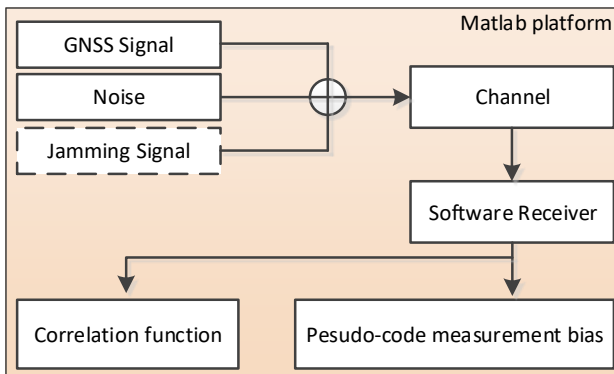 Matlab platform
GNSS Signal
Noise
Jamming Signal
Channel
Software Receiver
Correlation function
Pesudo-code measurement bias